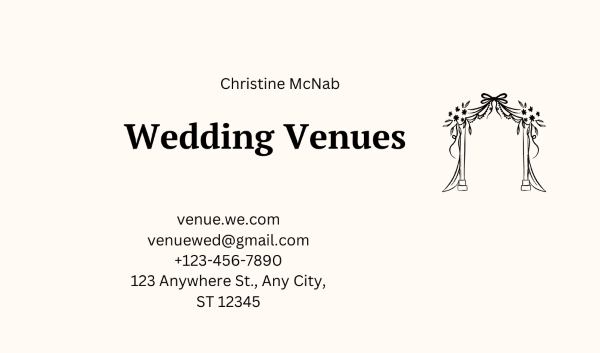 Christine McNab
Wedding Venues
venue.we.com
venuewed@gmail.com
+123-456-7890
123 Anywhere St., Any City,
ST 12345